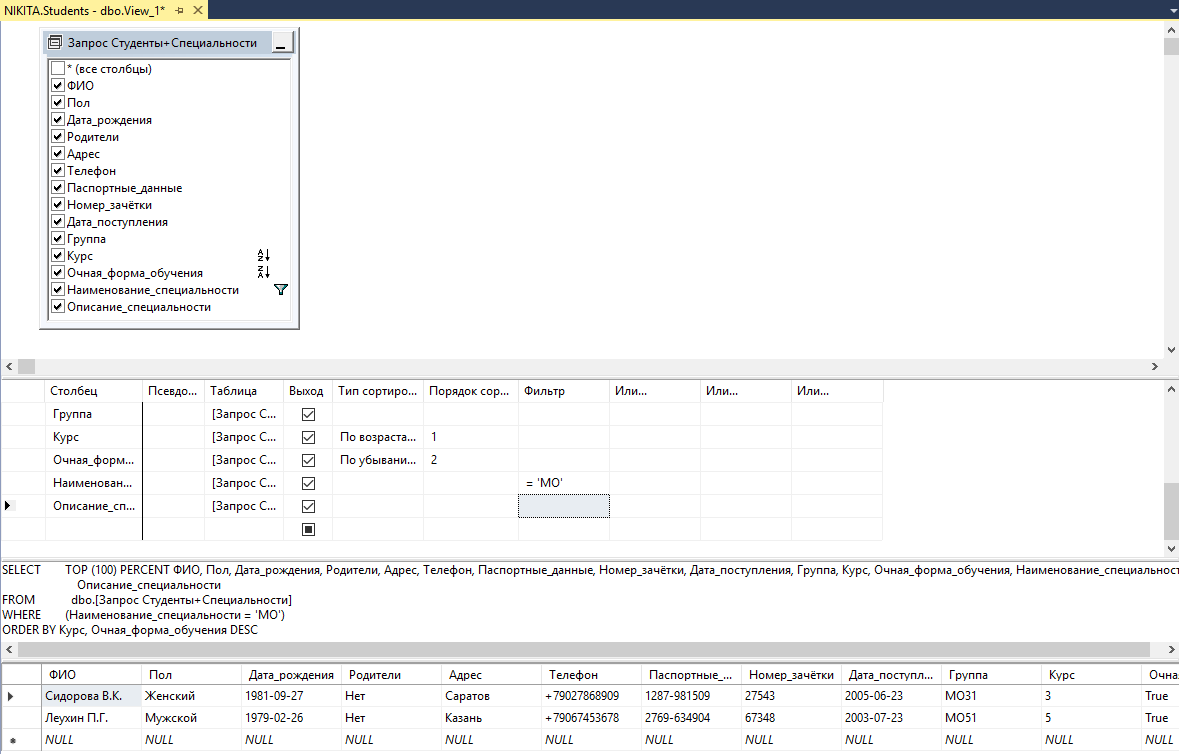 NIKITA.Students - dbo.View_1*
Запрос Студенты+Специальности
* (все столбцы)
ФИО
Пол
Дата_рождения
Родители
Адрес
Телефон
Паспортные_данные
Номер_зачётки
Дата_поступления
Группа
Курс
Очная_форма_обучения
Наименование_специальности
Описание_специальности
Столбец Псевдо... Таблица Выход Тип сортиро... Порядок сор... Фильтр Или... Или... Или...
Группа [Запрос С...
Курс [Запрос С... По возраста... 1
Очная_форм... [Запрос С... По убывани... 2
Наименован... [Запрос С... = 'МО'
Описание_сп... [Запрос С...
SELECT TOP (100) PERCENT ФИО, Пол, Дата_рождения, Родители, Адрес, Телефон, Паспортные_данные, Номер_зачётки, Дата_поступления, Группа, Курс, Очная_форма_обучения, Наименование_специальност
Описание_специальности
FROM dbo.[Запрос Студенты+Специальности]
WHERE (Наименование_специальности = 'МО')
ORDER BY Курс, Очная_форма_обучения DESC
ФИО Пол Дата_рождения Родители Адрес Телефон Паспортные_... Номер_зачётки Дата_поступл... Группа Курс Очна
Сидорова В.К. Женский 1981-09-27 Нет Саратов +79027868909 1287-981509 27543 2005-06-23 МО31 3 True
Леухин П.Г. Мужской 1979-02-26 Нет Казань +79067453678 2769-634904 67348 2003-07-23 МО51 5 True
NULL NULL NULL NULL NULL NULL NULL NULL NULL NULL NULL NULL